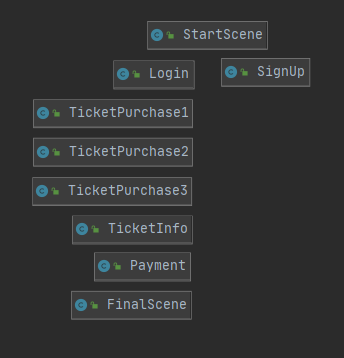 StartScene
Login
SignUp
TicketPurchase1
TicketPurchase2
TicketPurchase3
TicketInfo
Payment
FinalScene